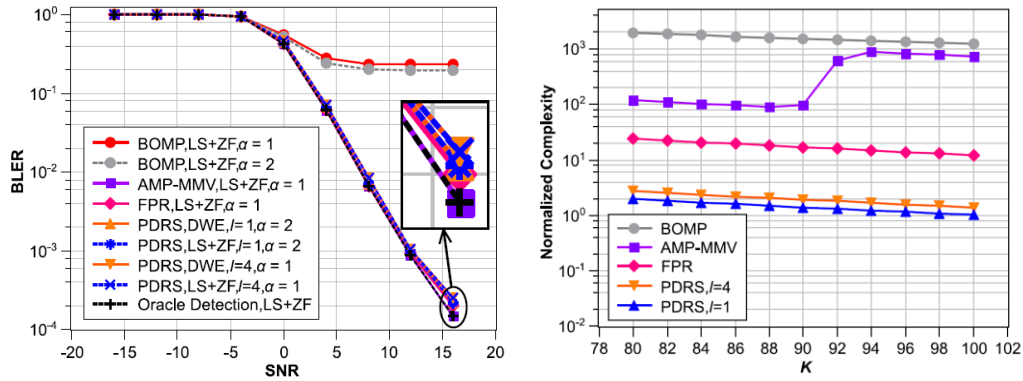 10^0
10^-1
10^-2
10^-3
10^-4
BLER
-20
-15
-10
-5
0
5
10
15
20
SNR
BOMP,LS+ZF,α = 1
BOMP,LS+ZF,α = 2
AMP-MMV,LS+ZF,α = 1
FPR,LS+ZF,α = 1
PDRS,DWE,l=1,α = 2
PDRS,LS+ZF,l=1,α = 2
PDRS,DWE,l=4,α = 1
PDRS,LS+ZF,l=4,α = 1
Oracle Detection,LS+ZF
10^3
10^2
10^1
10^0
10^-1
10^-2
Normalized Complexity
78
80
82
84
86
88
90
92
94
96
98
100
102
K
BOMP
AMP-MMV
FPR
PDRS,l=4
PDRS,l=1